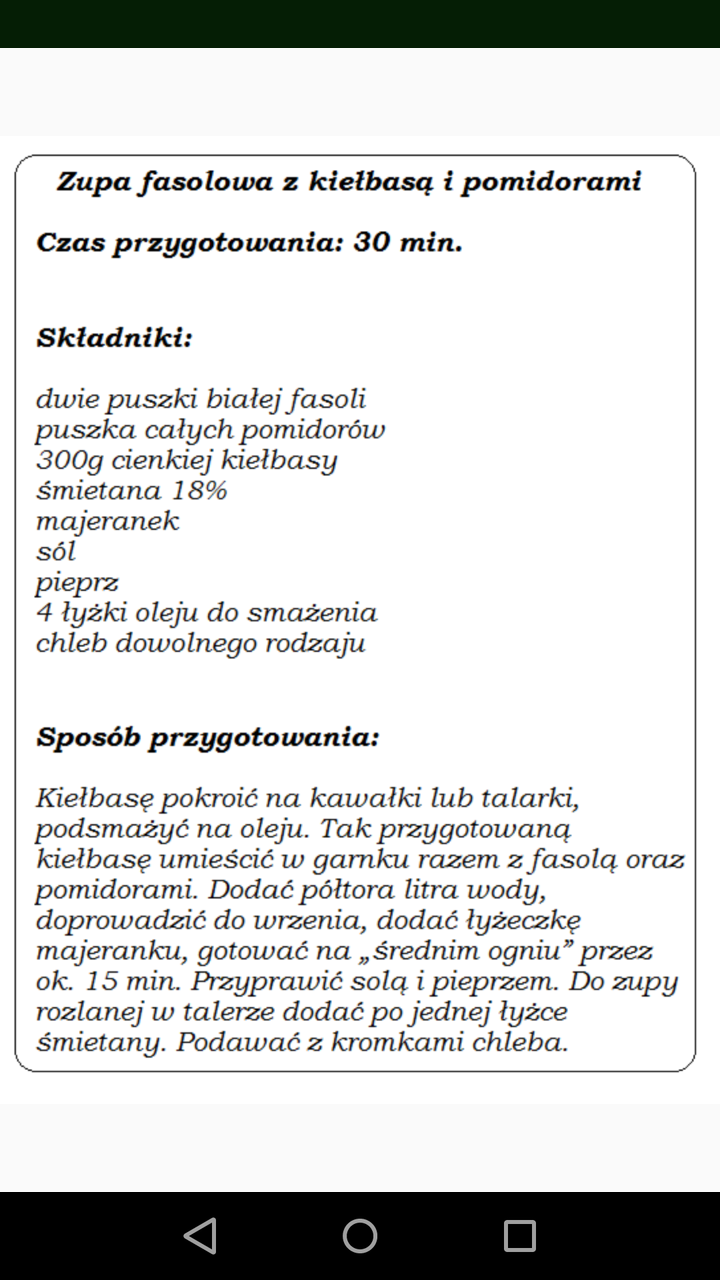 Zupa fasolowa z kiełbasą i pomidorami
Czas przygotowania: 30 min.
Składniki:
dwie puszki białej fasoli
puszka całych pomidorów
300g cienkiej kiełbasy
śmietana 18%
majeranek
sól
pieprz
4 łyżki oleju do smażenia
chleb dowolnego rodzaju
Sposób przygotowania:
Kiełbasę pokroić na kawałki lub talarki,
podsmażyć na oleju. Tak przygotowaną
kiełbasę umieścić w garnku razem z fasolą oraz
pomidorami. Dodać półtora litra wody,
doprowadzić do wrzenia, dodać łyżeczkę
majeranku, gotować na „średnim ogniu” przez
ok. 15 min. Przyprawić solą i pieprzem. Do zupy
rozlanej w talerze dodać po jednej łyżce
śmietany. Podawać z kromkami chleba.